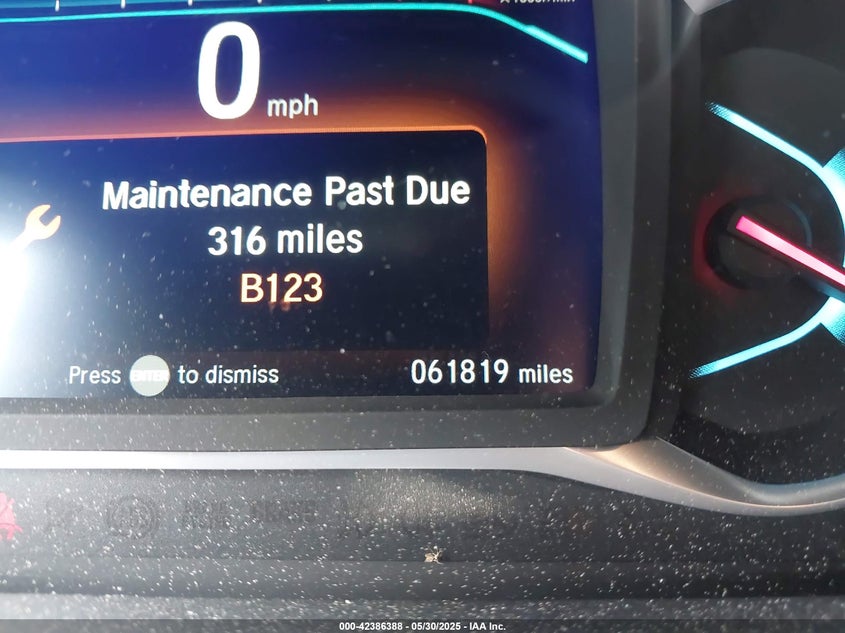 0 mph
Maintenance Past Due
316 miles
B123
Press ENTER to dismiss
061819 miles
000-42386388 - 05/30/2025 - IAA Inc.